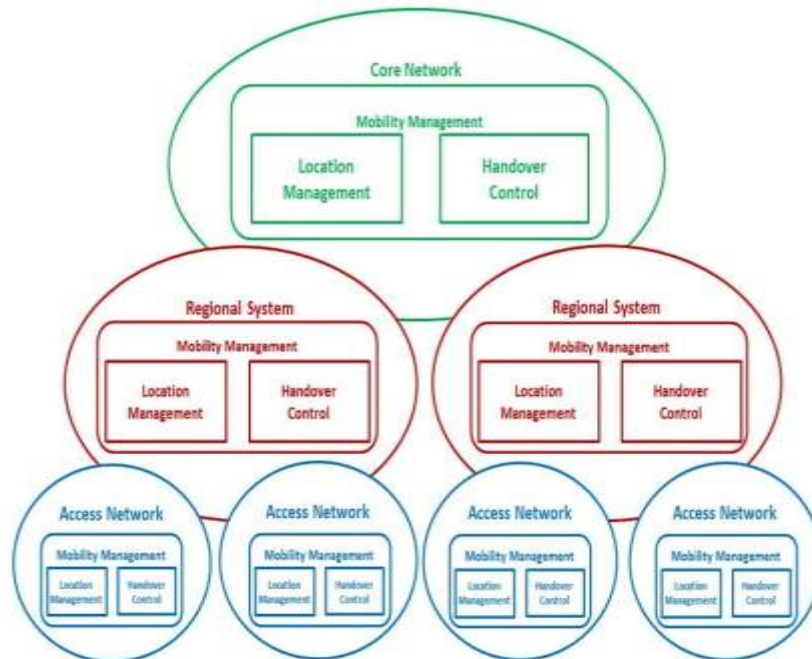 Core Network
Mobility Management
Location
Management
Handover
Control
Regional System
Mobility Management
Location
Management
Handover
Control
Regional System
Mobility Management
Location
Management
Handover
Control
Access Network
Mobility Management
Location
Management
Handover
Control
Access Network
Mobility Management
Location
Management
Handover
Control
Access Network
Mobility Management
Location
Management
Handover
Control
Access Network
Mobility Management
Location
Management
Handover
Control